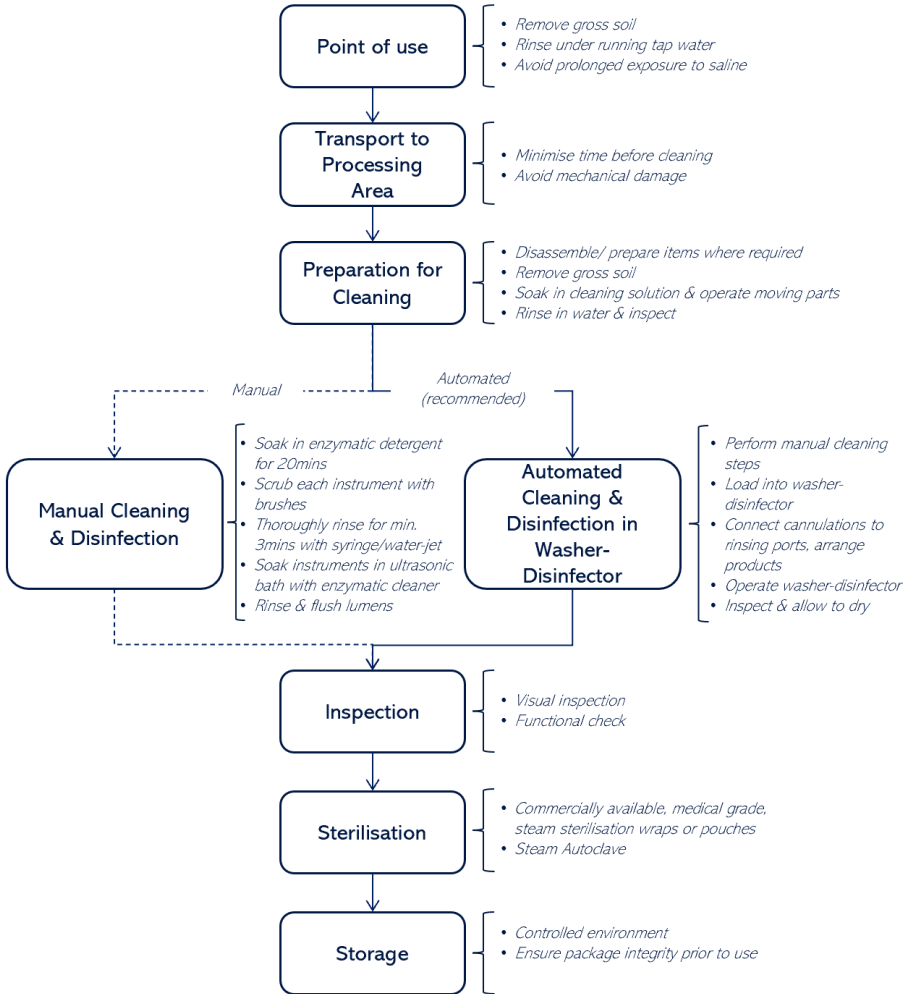 Point of use
• Remove gross soil
• Rinse under running tap water
• Avoid prolonged exposure to saline
Transport to
Processing
Area
• Minimise time before cleaning
• Avoid mechanical damage
Preparation for
Cleaning
• Disassemble/ prepare items where required
• Remove gross soil
• Soak in cleaning solution & operate moving parts
• Rinse in water & inspect
Manual
Automated
(recommended)
Manual Cleaning
& Disinfection
• Soak in enzymatic detergent
for 20mins
• Scrub each instrument with
brushes
• Thoroughly rinse for min.
3mins with syringe/water-jet
• Soak instruments in ultrasonic
bath with enzymatic cleaner
• Rinse & flush lumens
Automated
Cleaning &
Disinfection in
Washer-
Disinfector
• Perform manual cleaning
steps
• Load into washer-
disinfector
• Connect cannulations to
rinsing ports, arrange
products
• Operate washer-disinfector
• Inspect & allow to dry
Inspection
• Visual inspection
• Functional check
Sterilisation
• Commercially available, medical grade,
steam sterilisation wraps or pouches
• Steam Autoclave
Storage
• Controlled environment
• Ensure package integrity prior to use